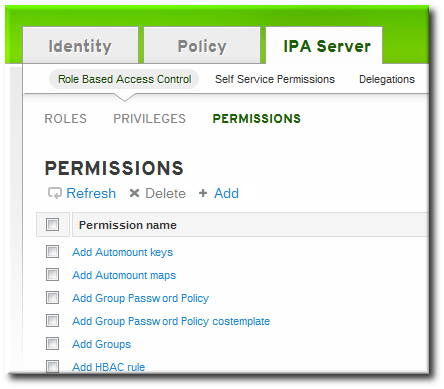 Identity Policy IPA Server
Role Based Access Control Self Service Permissions Delegations
ROLES PRIVILEGES PERMISSIONS
PERMISSIONS
Refresh Delete Add
Permission name
Add Automount keys
Add Automount maps
Add Group Password Policy
Add Group Password Policy costemplate
Add Groups
Add HBAC rule